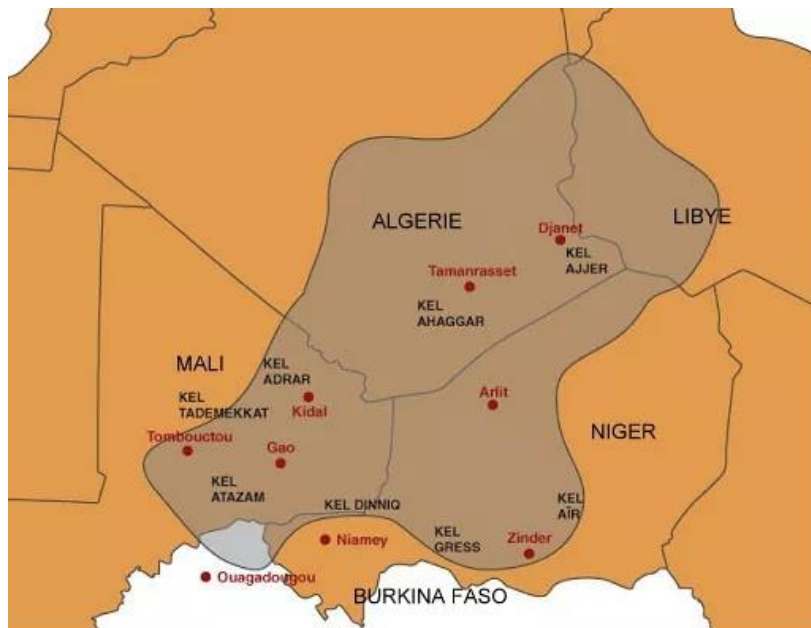 ALGERIE
LIBYE
Djanet
KEL
AJJER
Tamanrasset
KEL
AHAGGAR
MALI
KEL
ADRAR
KEL
TADEMEKKAT
Kidal
Arlit
NIGER
Tombouctou
Gao
KEL
ATAZAM
KEL DINNIQ
KEL
AÏR
KEL
GRESS
Niamey
Zinder
Ouagadougou
BURKINA FASO